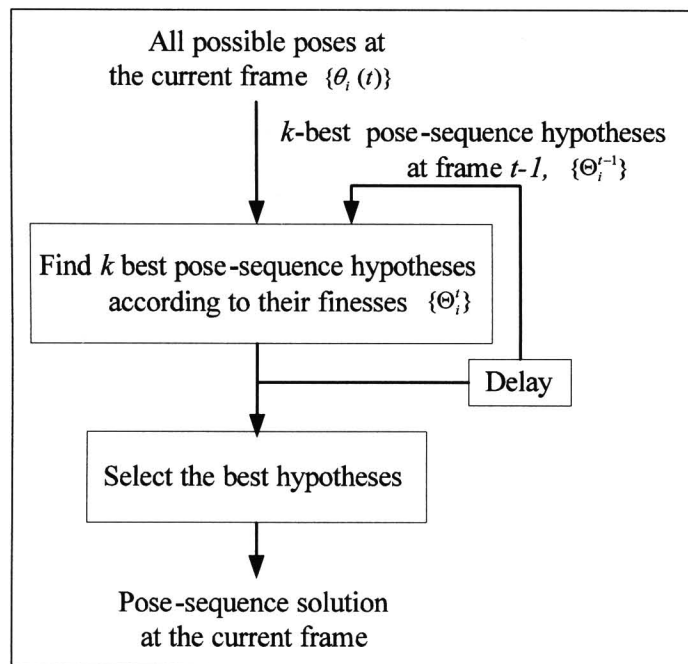 All possible poses at
the current frame {θᵢ (t)}
k-best pose-sequence hypotheses
at frame t-1, {Θᵢᵗ⁻¹}
Find k best pose-sequence hypotheses
according to their finesses {Θᵢᵗ}
Delay
Select the best hypotheses
Pose-sequence solution
at the current frame